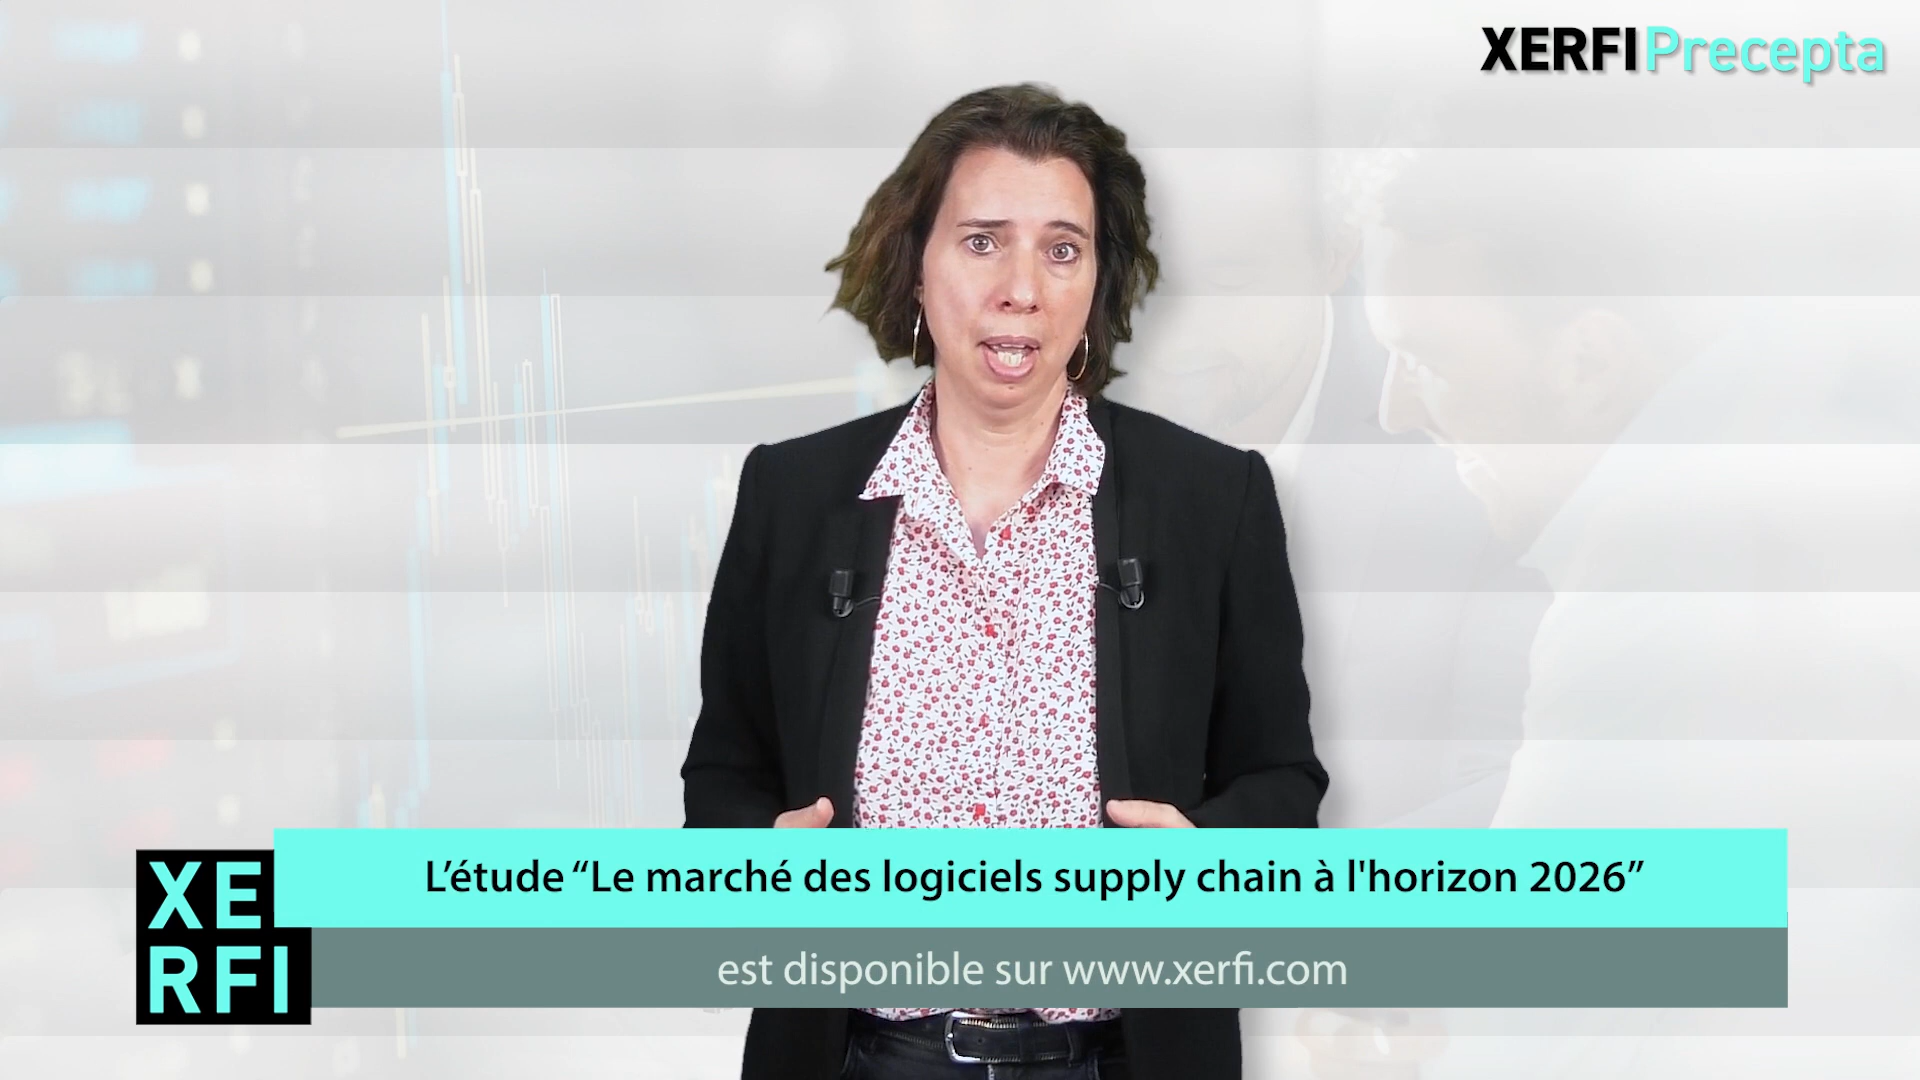 XERFI Precepta
L’étude “Le marché des logiciels supply chain à l'horizon 2026”
XE
RFI
est disponible sur www.xerfi.com